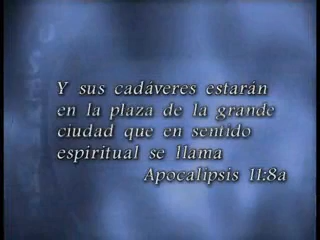 Y sus cadáveres estarán
en la plaza de la grande
ciudad que en sentido
espiritual se llama
Apocalipsis 11:8a